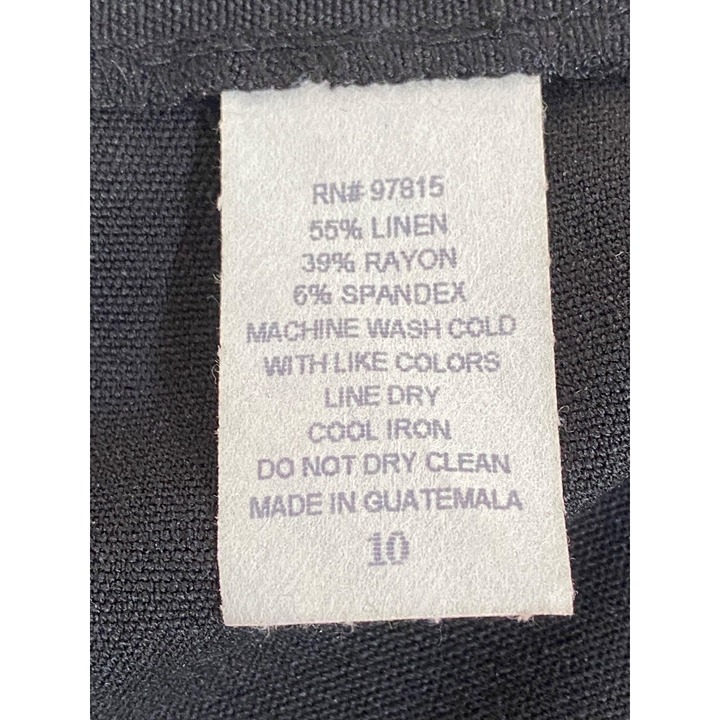 RN# 97815
55% LINEN
39% RAYON
6% SPANDEX
MACHINE WASH COLD
WITH LIKE COLORS
LINE DRY
COOL IRON
DO NOT DRY CLEAN
MADE IN GUATEMALA
10